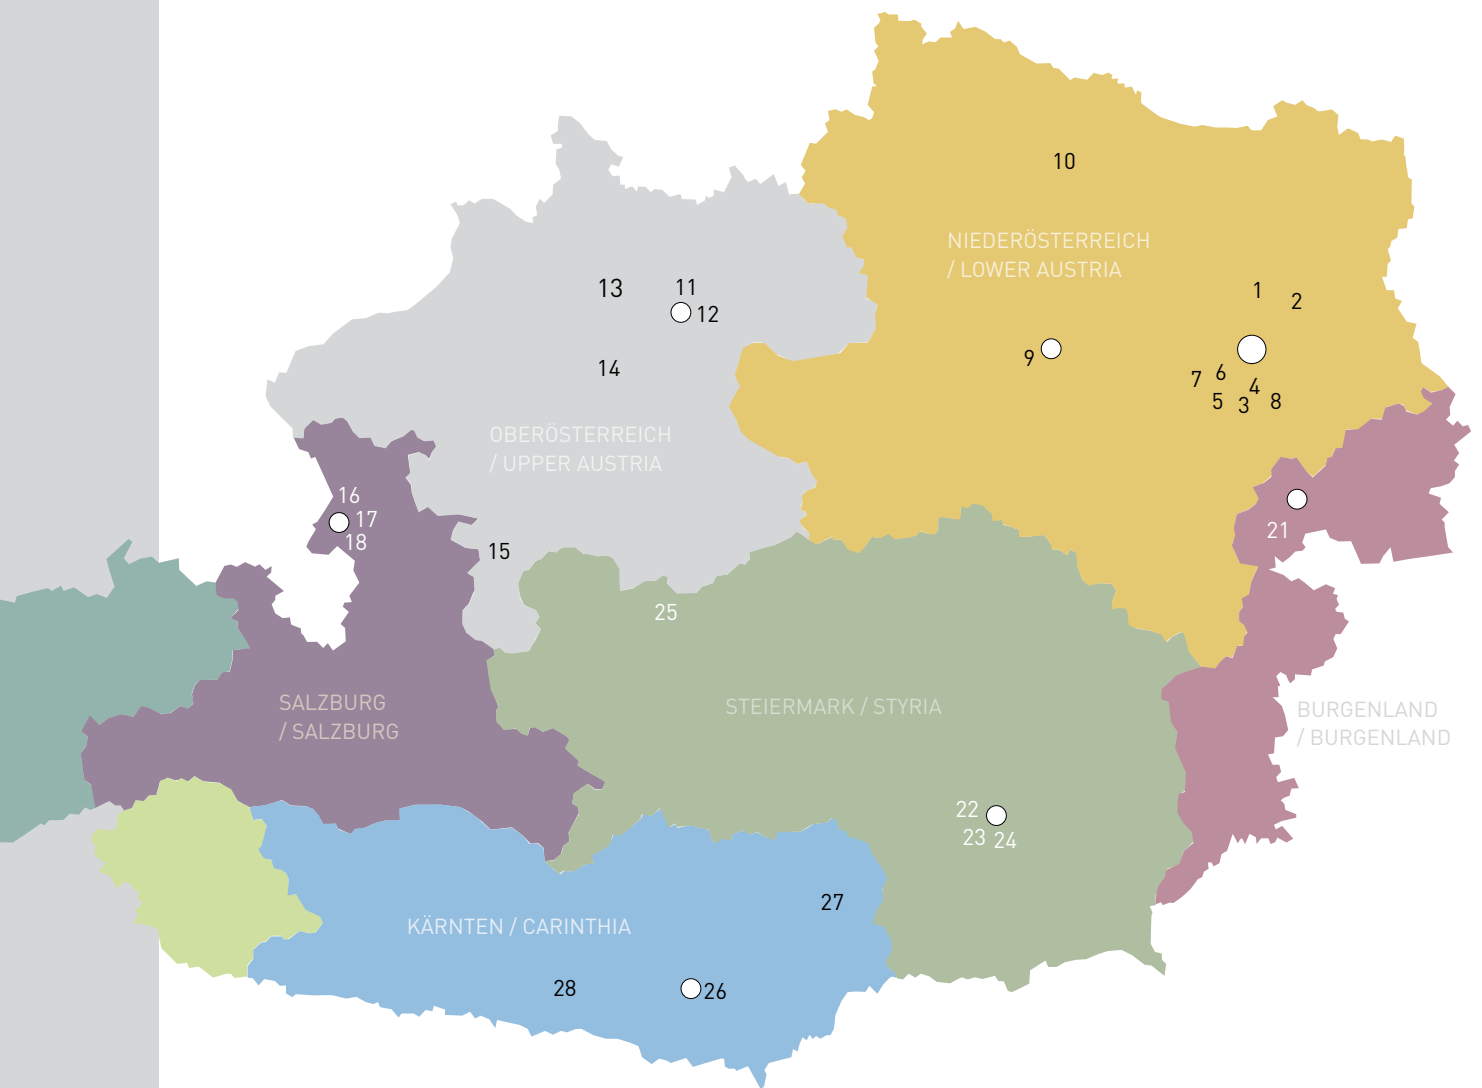 10
NIEDERÖSTERREICH
/ LOWER AUSTRIA
13
11
12
1
2
14
9
7
6
4
5
3
8
OBERÖSTERREICH
/ UPPER AUSTRIA
16
17
18
15
21
25
SALZBURG
/ SALZBURG
STEIERMARK / STYRIA
BURGENLAND
/ BURGENLAND
22
23
24
27
KÄRNTEN / CARINTHIA
28
26